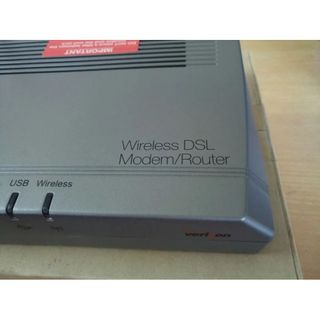 IMPORTANT
Wireless DSL
Modem/Router
USB Wireless
verizon